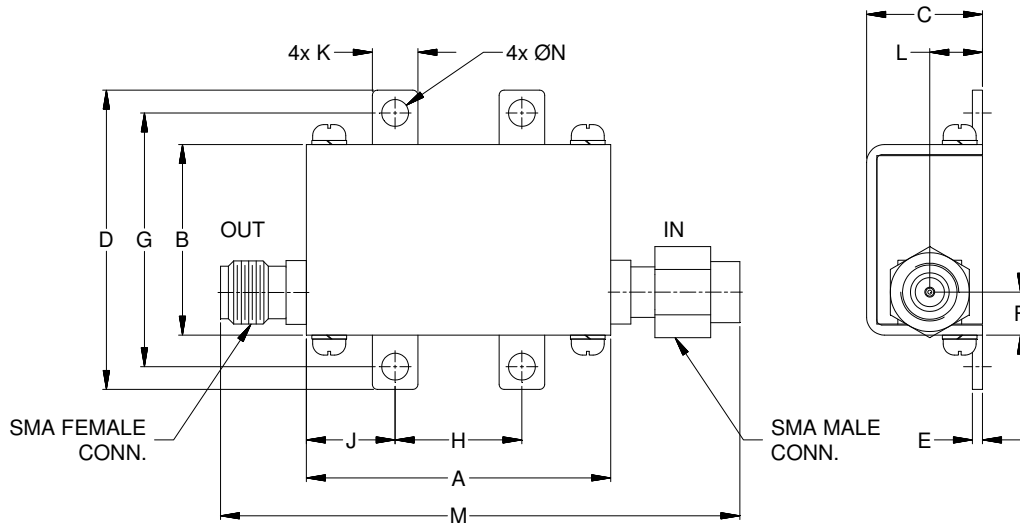 C
4x K
4x ØN
L
D
G
B
OUT
IN
F
SMA FEMALE
CONN.
J
H
SMA MALE
CONN.
E
A
M